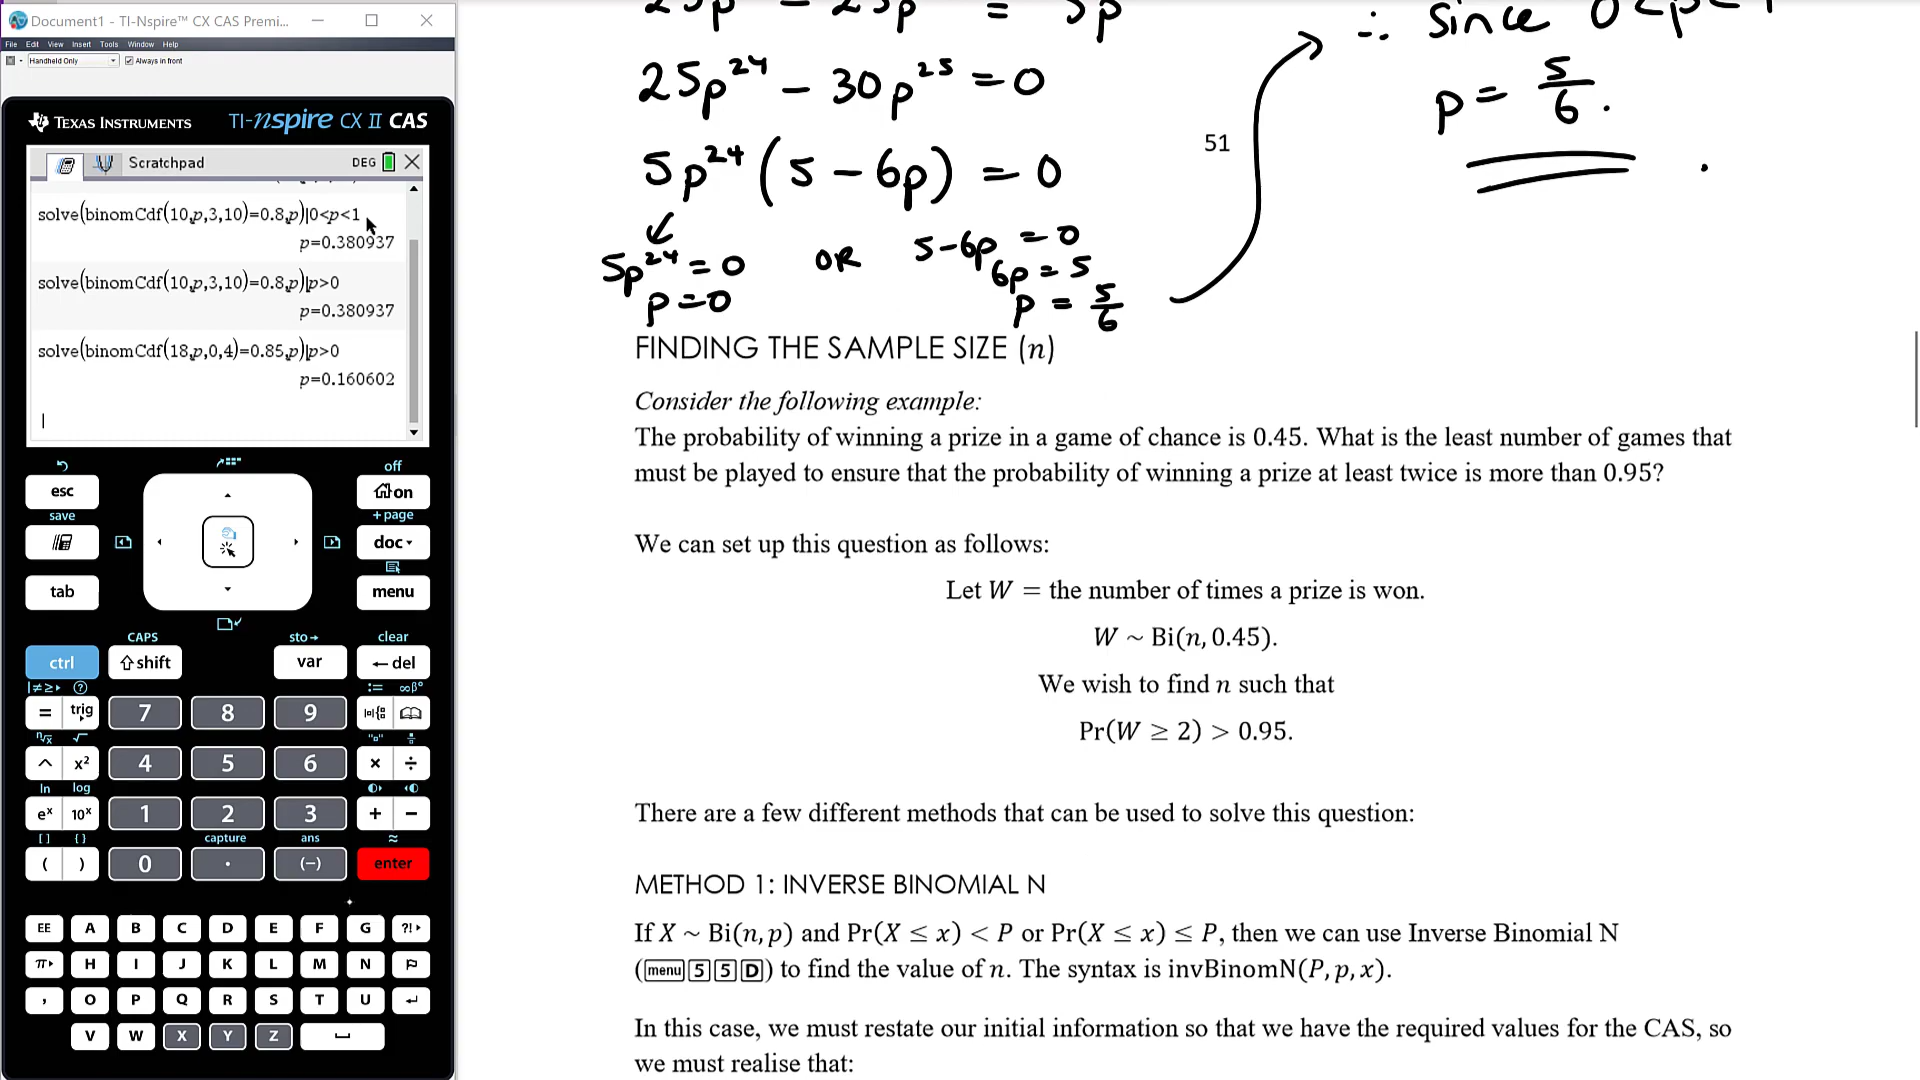 Document1 - TI-Nspire™ CX CAS Premi...
File Edit View Insert Tools Window Help
Handheld Only
Always in front
TEXAS INSTRUMENTS TI-nspire CX II CAS
Scratchpad DEG
solve(binomCdf(10,p,3,10)=0.8,p)|0<p<1
p=0.380937
solve(binomCdf(10,p,3,10)=0.8,p)|p>0
p=0.380937
solve(binomCdf(18,p,0,4)=0.85,p)|p>0
p=0.160602
off
esc on
save + page
doc
tab menu
CAPS sto→ clear
ctrl shift var ←del
|≠≥▸ ? := ∞β°
= trig 7 8 9
ⁿ√x √
^ x² 4 5 6 × ÷
ln log
eˣ 10ˣ 1 2 3 + −
[ ] { } capture ans ≈
( ) 0 . (−) enter
EE A B C D E F G ?!▸
π▸ H I J K L M N
, O P Q R S T U ↵
V W X Y Z
25p²⁴ − 30p²⁵ = 0
5p²⁴ (5 − 6p) = 0
5p²⁴ = 0 OR 5−6p = 0
6p = 5
p=0 p = 5/6
∴ since 0<p<1
p = 5/6.
51
FINDING THE SAMPLE SIZE (n)
Consider the following example:
The probability of winning a prize in a game of chance is 0.45. What is the least number of games that
must be played to ensure that the probability of winning a prize at least twice is more than 0.95?
We can set up this question as follows:
Let W = the number of times a prize is won.
W ~ Bi(n, 0.45).
We wish to find n such that
Pr(W ≥ 2) > 0.95.
There are a few different methods that can be used to solve this question:
METHOD 1: INVERSE BINOMIAL N
If X ~ Bi(n, p) and Pr(X ≤ x) < P or Pr(X ≤ x) ≤ P, then we can use Inverse Binomial N
(menu 5 5 D) to find the value of n. The syntax is invBinomN(P, p, x).
In this case, we must restate our initial information so that we have the required values for the CAS, so
we must realise that: